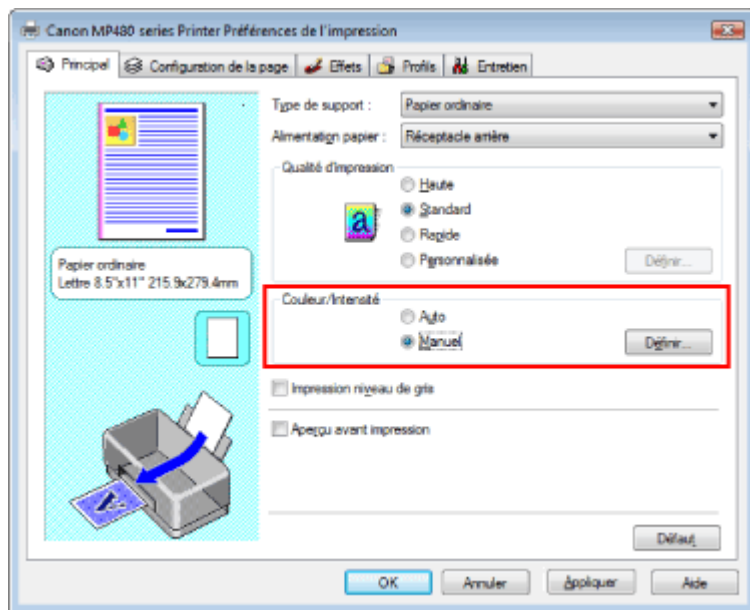 Canon MP480 series Printer Préférences de l'impression
Principal Configuration de la page Effets Profils Entretien
Type de support : Papier ordinaire
Alimentation papier : Réceptacle arrière
Qualité d'impression
Haute
a Standard
Rapide
Personnalisée Définir...
Papier ordinaire
Lettre 8.5"x11" 215.9x279.4mm
Couleur/Intensité
Auto
Manuel Définir...
Impression niveau de gris
Aperçu avant impression
Défaut
OK Annuler Appliquer Aide